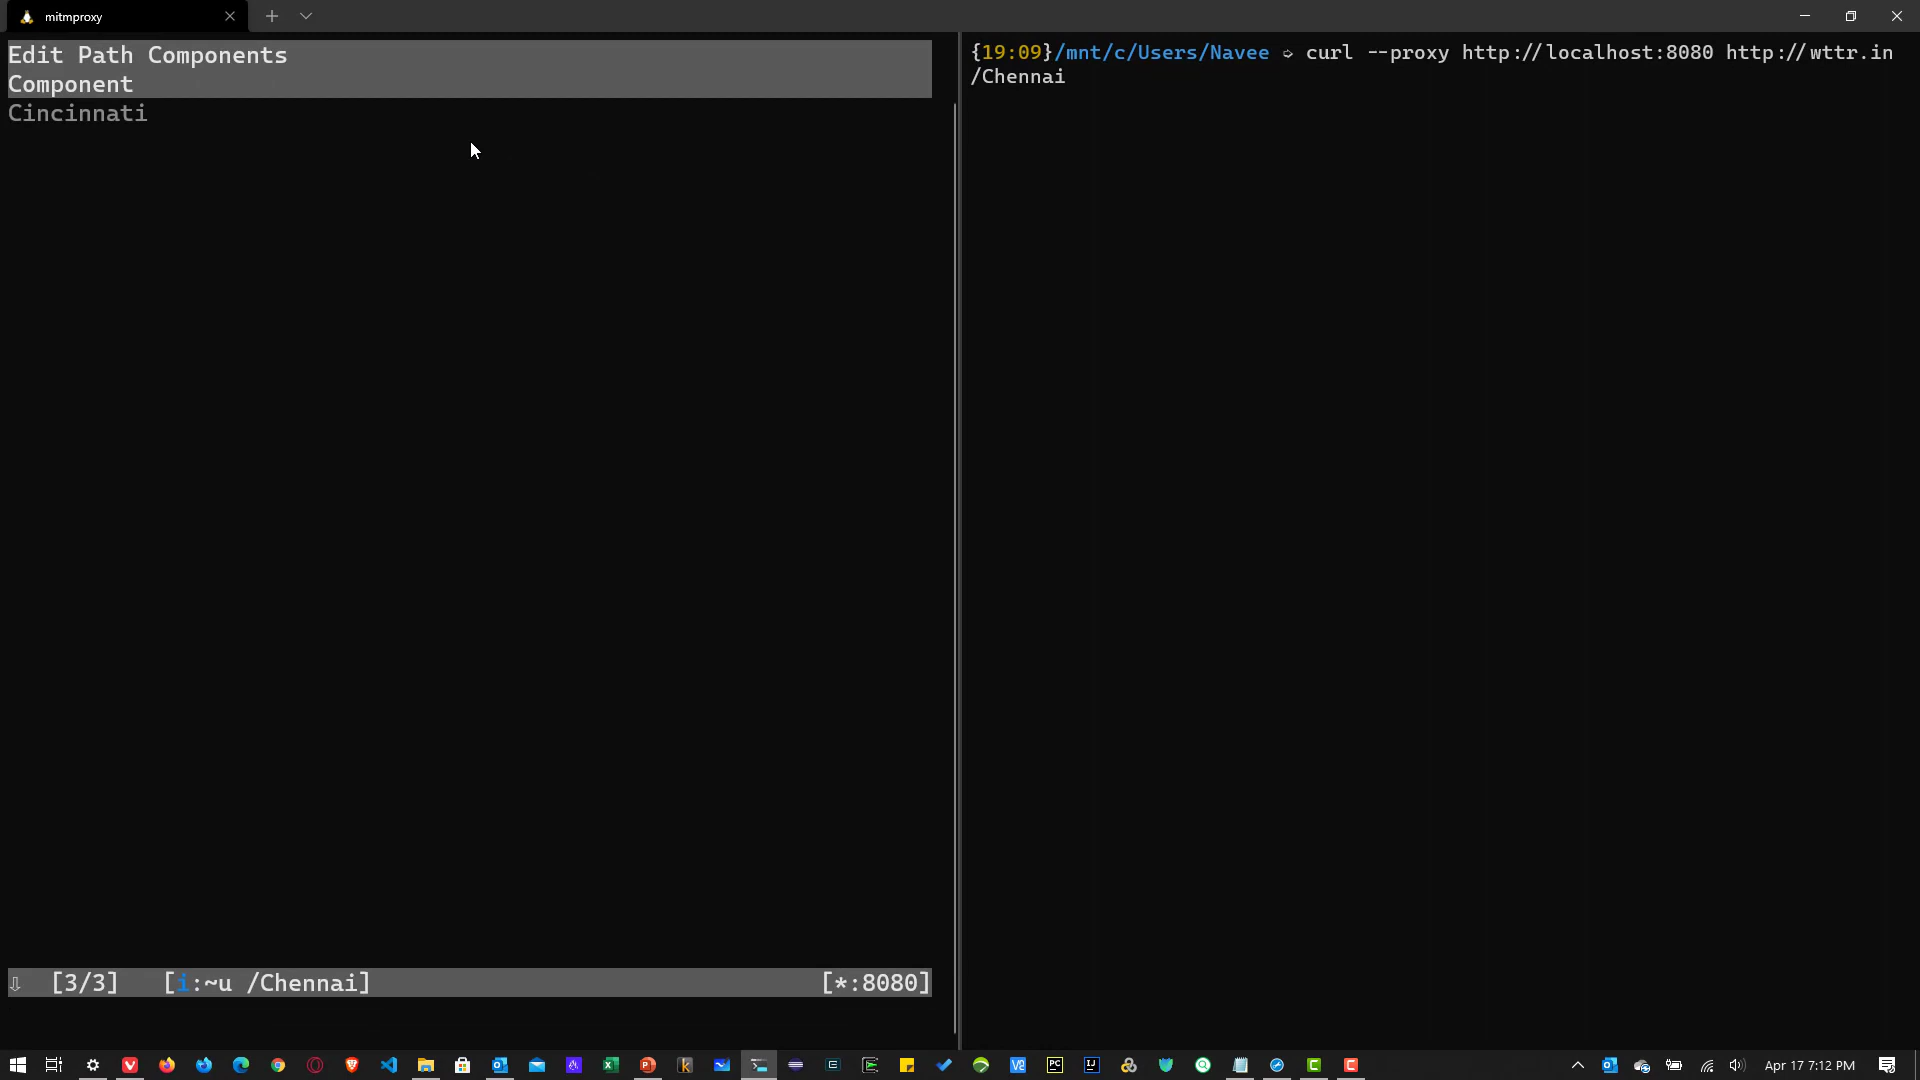 mitmproxy
Edit Path Components
Component
Cincinnati
[3/3] [i:~u /Chennai] [*:8080]
{19:09}/mnt/c/Users/Navee ➭ curl --proxy http://localhost:8080 http://wttr.in
/Chennai
Apr 17 7:12 PM